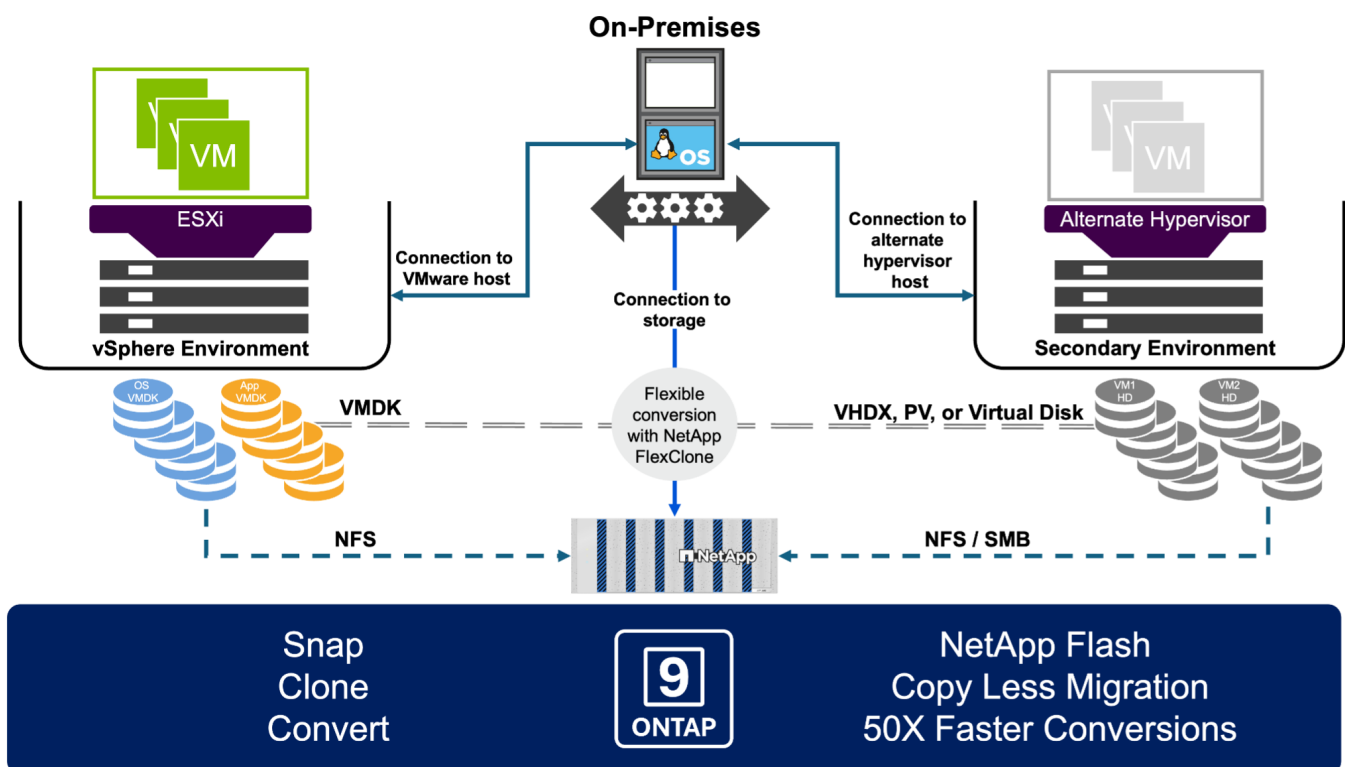 On-Premises
VM
OS
VM
ESXi
Alternate Hypervisor
Connection to
VMware host
Connection to
alternate
hypervisor
host
Connection to
storage
vSphere Environment
Secondary Environment
OS
VMDK
App
VMDK
VM1
HD
VM2
HD
VMDK
Flexible
conversion
with NetApp
FlexClone
VHDX, PV, or Virtual Disk
NFS
NetApp
NFS / SMB
Snap
Clone
Convert
9
ONTAP
NetApp Flash
Copy Less Migration
50X Faster Conversions